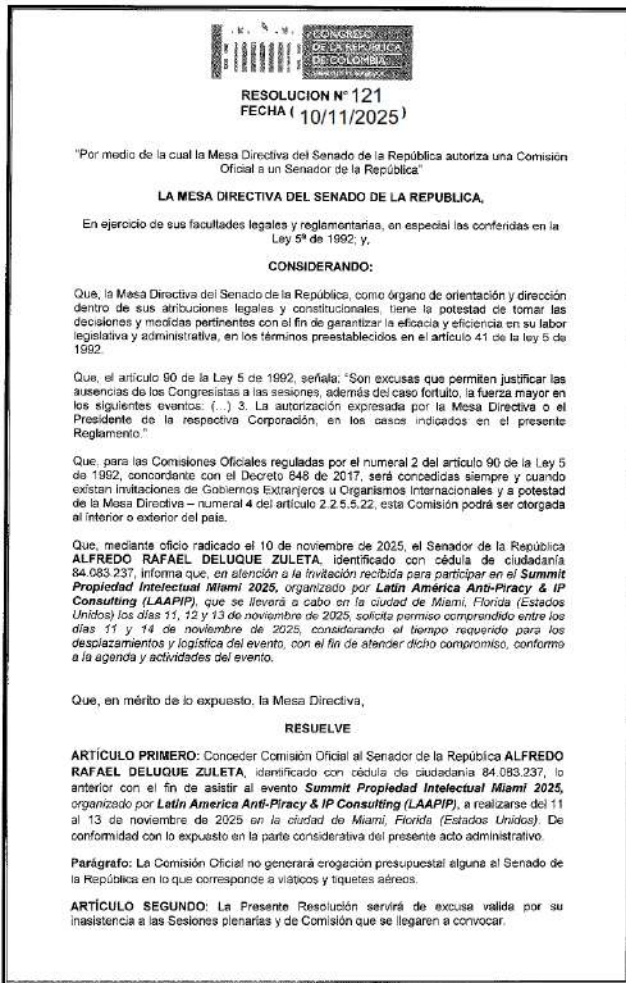 CONGRESO
DE LA REPÚBLICA
DE COLOMBIA
RESOLUCION N° 121
FECHA ( 10/11/2025 )
"Por medio de la cual la Mesa Directiva del Senado de la República autoriza una Comisión
Oficial a un Senador de la República"
LA MESA DIRECTIVA DEL SENADO DE LA REPUBLICA,
En ejercicio de sus facultades legales y reglamentarias, en especial las conferidas en la
Ley 5ª de 1992; y,
CONSIDERANDO:
Que, la Mesa Directiva del Senado de la República, como órgano de orientación y dirección
dentro de sus atribuciones legales y constitucionales, tiene la potestad de tomar las
decisiones y medidas pertinentes con el fin de garantizar la eficacia y eficiencia en su labor
legislativa y administrativa, en los términos preestablecidos en el artículo 41 de la ley 5 de
1992.
Que, el artículo 90 de la Ley 5 de 1992, señala: "Son excusas que permiten justificar las
ausencias de los Congresistas a las sesiones, además del caso fortuito, la fuerza mayor en
los siguientes eventos: (...) 3. La autorización expresada por la Mesa Directiva o el
Presidente de la respectiva Corporación, en los casos indicados en el presente
Reglamento."
Que, para las Comisiones Oficiales reguladas por el numeral 2 del artículo 90 de la Ley 5
de 1992, concordante con el Decreto 648 de 2017, será concedidas siempre y cuando
existan invitaciones de Gobiernos Extranjeros u Organismos Internacionales y a potestad
de la Mesa Directiva – numeral 4 del artículo 2.2.5.5.22, esta Comisión podrá ser otorgada
al interior o exterior del país.
Que, mediante oficio radicado el 10 de noviembre de 2025, el Senador de la República
ALFREDO RAFAEL DELUQUE ZULETA, identificado con cédula de ciudadanía
84.083.237, informa que, en atención a la invitación recibida para participar en el Summit
Propiedad Intelectual Miami 2025, organizado por Latin América Anti-Piracy & IP
Consulting (LAAPIP), que se llevará a cabo en la ciudad de Miami, Florida (Estados
Unidos) los días 11, 12 y 13 de noviembre de 2025, solicita permiso comprendido entre los
días 11 y 14 de noviembre de 2025, considerando el tiempo requerido para los
desplazamientos y logística del evento, con el fin de atender dicho compromiso, conforme
a la agenda y actividades del evento.
Que, en mérito de lo expuesto, la Mesa Directiva,
RESUELVE
ARTÍCULO PRIMERO: Conceder Comisión Oficial al Senador de la República ALFREDO
RAFAEL DELUQUE ZULETA, identificado con cédula de ciudadanía 84.083.237, lo
anterior con el fin de asistir al evento Summit Propiedad Intelectual Miami 2025,
organizado por Latin America Anti-Piracy & IP Consulting (LAAPIP), a realizarse del 11
al 13 de noviembre de 2025 en la ciudad de Miami, Florida (Estados Unidos). De
conformidad con lo expuesto en la parte considerativa del presente acto administrativo.
Parágrafo: La Comisión Oficial no generará erogación presupuestal alguna al Senado de
la República en lo que corresponde a viáticos y tiquetes aéreos.
ARTÍCULO SEGUNDO: La Presente Resolución servirá de excusa valida por su
inasistencia a las Sesiones plenarias y de Comisión que se llegaren a convocar.